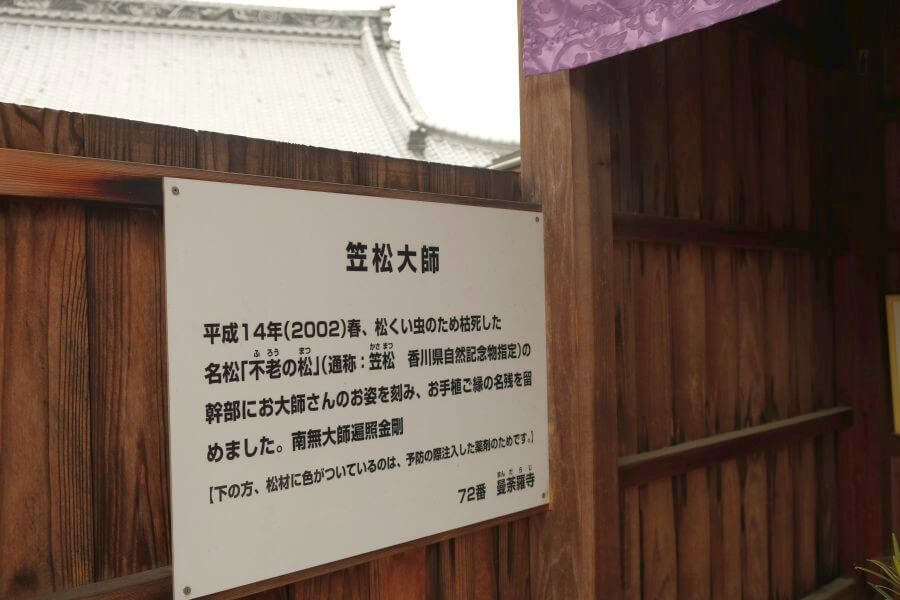 笠松大師
平成14年(2002)春、松くい虫のため枯死した
名松「不老の松」(通称：笠松　香川県自然記念物指定)の
幹部にお大師さんのお姿を刻み、お手植ご縁の名残を留
めました。南無大師遍照金剛
【下の方、松材に色がついているのは、予防の際注入した薬剤のためです。】
72番　曼荼羅寺